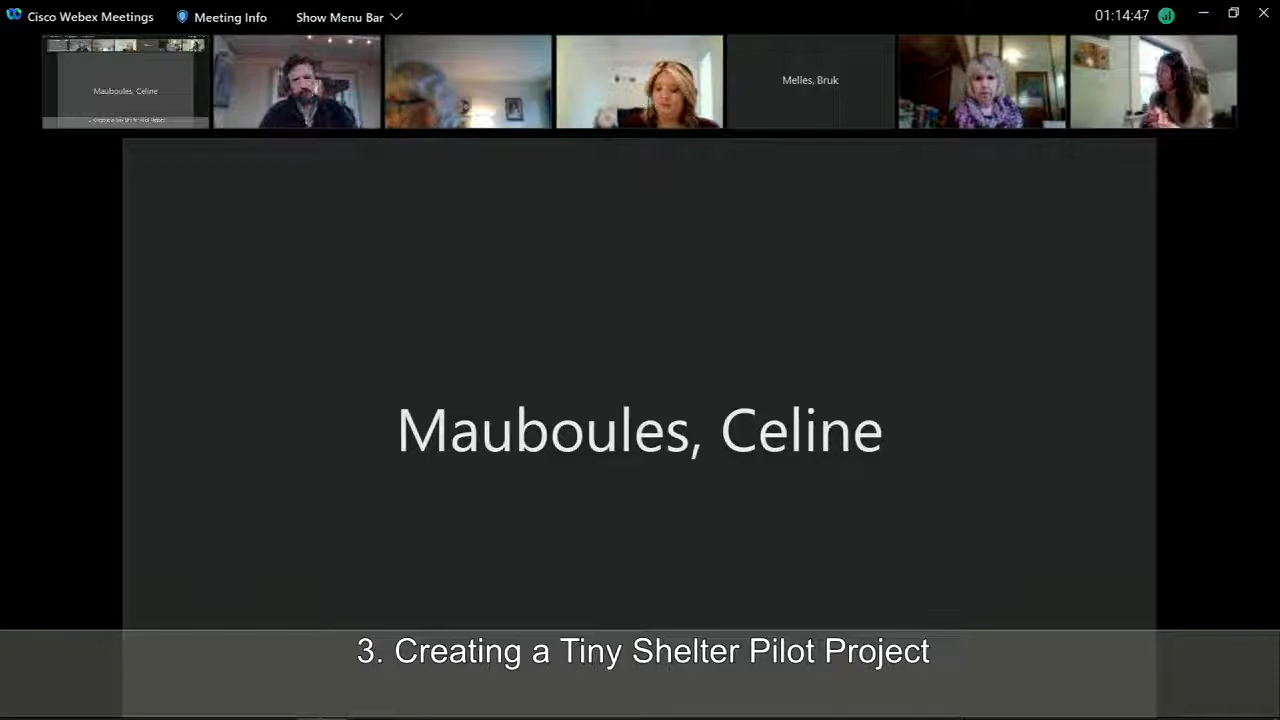 Cisco Webex Meetings Meeting Info Show Menu Bar 01:14:47
Mauboules, Celine
Melles, Bruk
Mauboules, Celine
3. Creating a Tiny Shelter Pilot Project